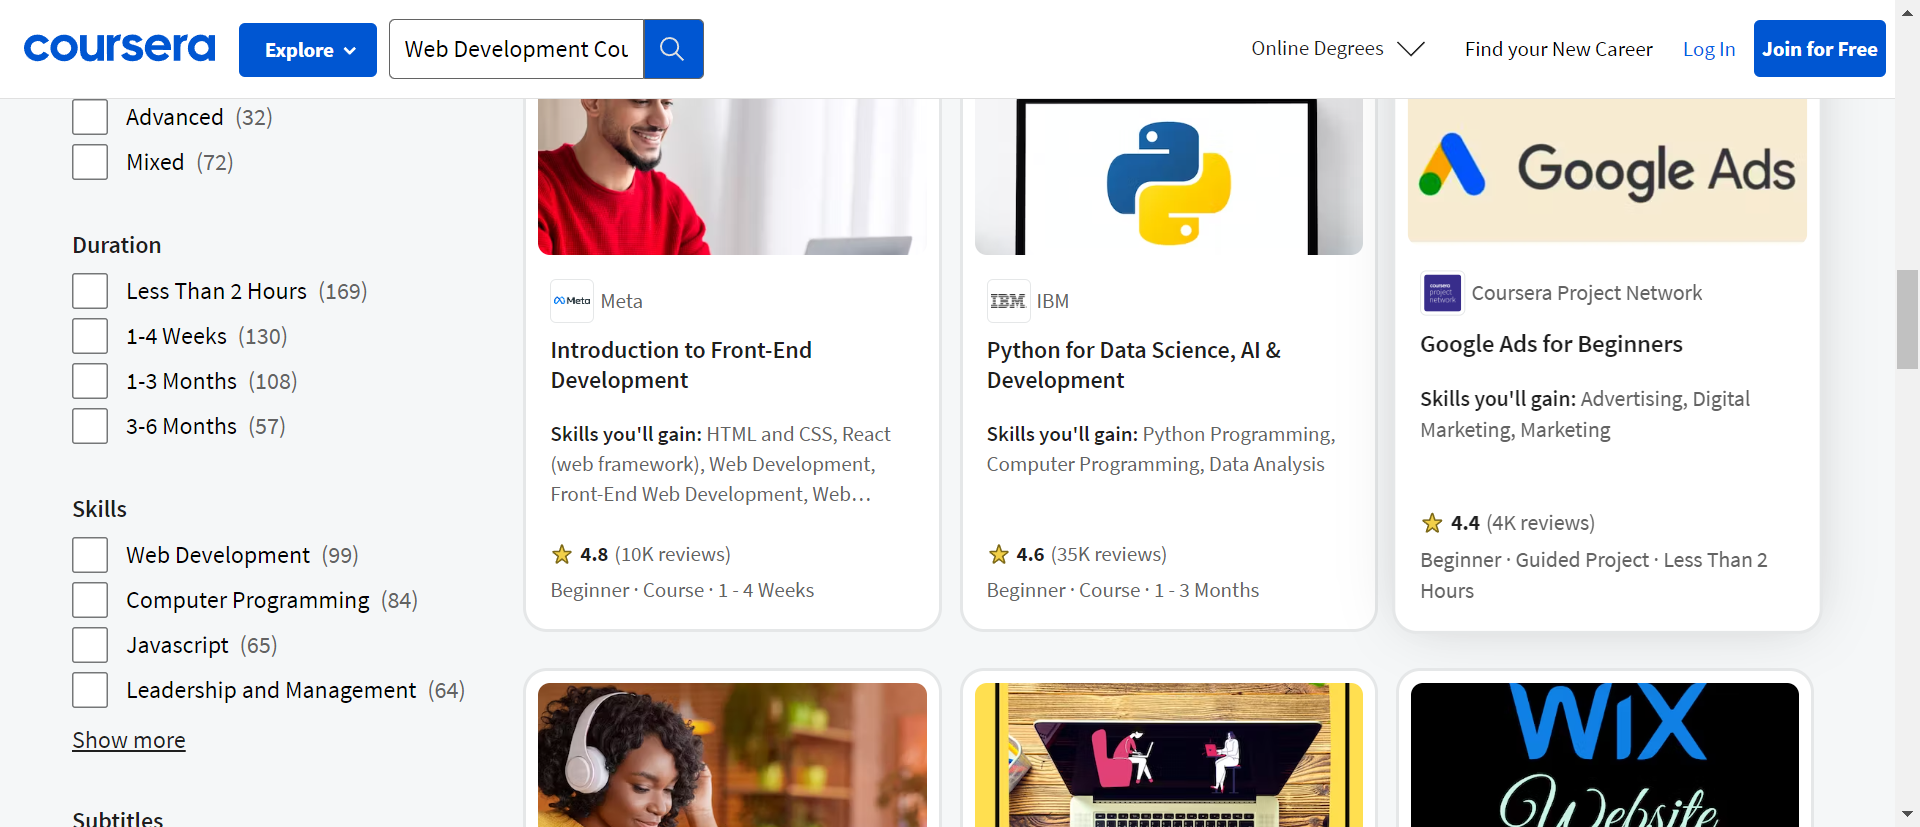 coursera
Explore
Web Development Cou
Online Degrees
Find your New Career
Log In
Join for Free
Advanced (32)
Mixed (72)
Duration
Less Than 2 Hours (169)
1-4 Weeks (130)
1-3 Months (108)
3-6 Months (57)
Skills
Web Development (99)
Computer Programming (84)
Javascript (65)
Leadership and Management (64)
Show more
Subtitles
Meta
Meta
Introduction to Front-End
Development
Skills you'll gain: HTML and CSS, React
(web framework), Web Development,
Front-End Web Development, Web...
4.8 (10K reviews)
Beginner · Course · 1 - 4 Weeks
IBM
IBM
Python for Data Science, AI &
Development
Skills you'll gain: Python Programming,
Computer Programming, Data Analysis
4.6 (35K reviews)
Beginner · Course · 1 - 3 Months
Google Ads
coursera
project
network
Coursera Project Network
Google Ads for Beginners
Skills you'll gain: Advertising, Digital
Marketing, Marketing
4.4 (4K reviews)
Beginner · Guided Project · Less Than 2
Hours
WiX
Website